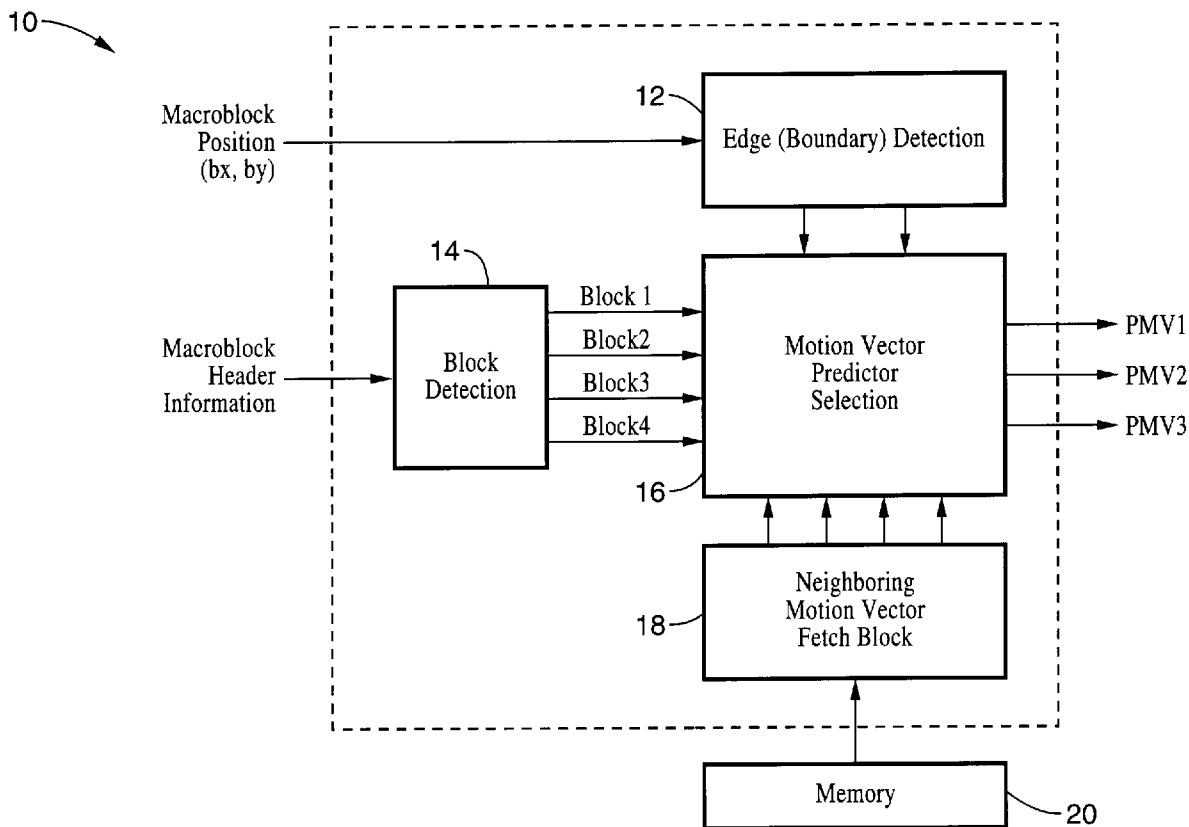 10
12
Edge (Boundary) Detection
Macroblock
Position
(bx, by)
14
Block
Detection
Block 1
Block2
Block3
Block4
Macroblock
Header
Information
16
Motion Vector
Predictor
Selection
PMV1
PMV2
PMV3
18
Neighboring
Motion Vector
Fetch Block
Memory
20